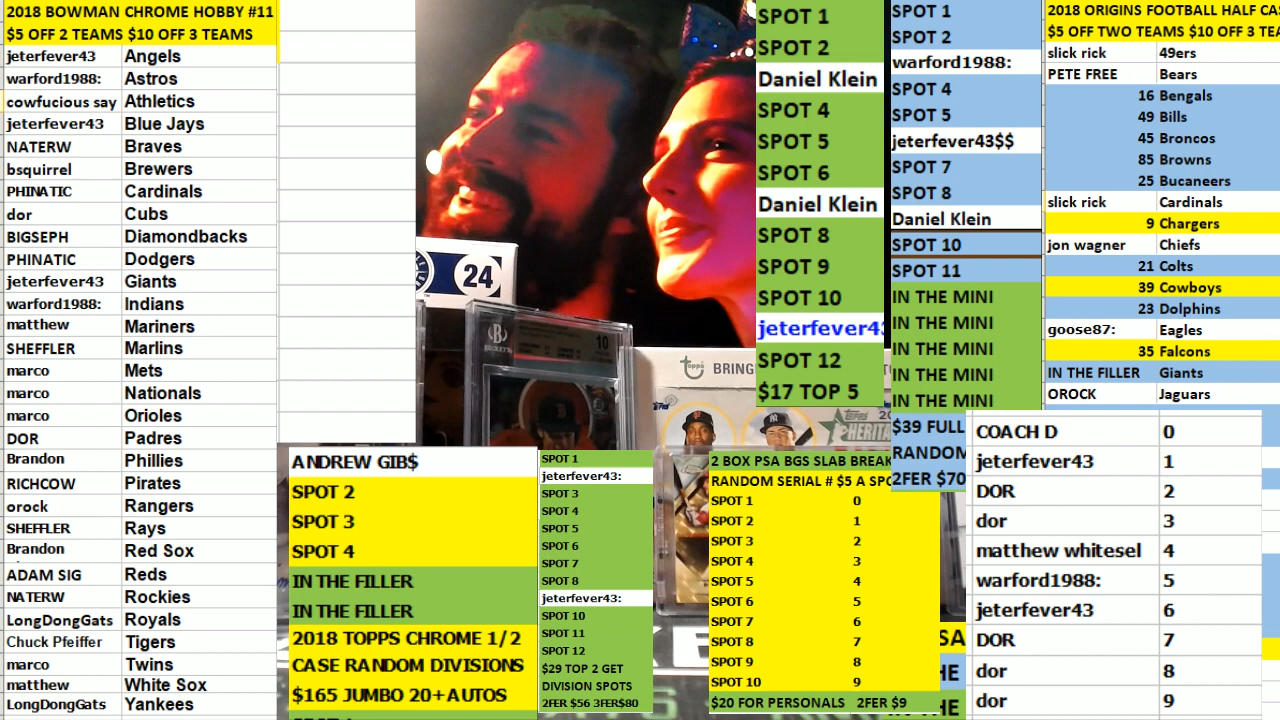 2018 BOWMAN CHROME HOBBY #11
$5 OFF 2 TEAMS $10 OFF 3 TEAMS
jeterfever43 Angels
warford1988: Astros
cowfucious say Athletics
jeterfever43 Blue Jays
NATERW Braves
bsquirrel Brewers
PHINATIC Cardinals
dor Cubs
BIGSEPH Diamondbacks
PHINATIC Dodgers
jeterfever43 Giants
warford1988: Indians
matthew Mariners
SHEFFLER Marlins
marco Mets
marco Nationals
marco Orioles
DOR Padres
Brandon Phillies
RICHCOW Pirates
orock Rangers
SHEFFLER Rays
Brandon Red Sox
ADAM SIG Reds
NATERW Rockies
LongDongGats Royals
Chuck Pfeiffer Tigers
marco Twins
matthew White Sox
LongDongGats Yankees
24
10
topps BRING
HERITA
ANDREW GIB$
SPOT 2
SPOT 3
SPOT 4
IN THE FILLER
IN THE FILLER
2018 TOPPS CHROME 1/2
CASE RANDOM DIVISIONS
$165 JUMBO 20+AUTOS
SPOT 1
jeterfever43:
SPOT 3
SPOT 4
SPOT 5
SPOT 6
SPOT 7
SPOT 8
jeterfever43:
SPOT 10
SPOT 11
SPOT 12
$29 TOP 2 GET
DIVISION SPOTS
2FER $56 3FER$80
2 BOX PSA BGS SLAB BREAK
RANDOM SERIAL # $5 A SPO
SPOT 1 0
SPOT 2 1
SPOT 3 2
SPOT 4 3
SPOT 5 4
SPOT 6 5
SPOT 7 6
SPOT 8 7
SPOT 9 8
SPOT 10 9
$20 FOR PERSONALS 2FER $9
SPOT 1
SPOT 2
Daniel Klein
SPOT 4
SPOT 5
SPOT 6
Daniel Klein
SPOT 8
SPOT 9
SPOT 10
jeterfever43
SPOT 12
$17 TOP 5
SPOT 1
SPOT 2
warford1988:
SPOT 4
SPOT 5
jeterfever43$$
SPOT 7
SPOT 8
Daniel Klein
SPOT 10
SPOT 11
IN THE MINI
IN THE MINI
IN THE MINI
IN THE MINI
IN THE MINI
$39 FULL
RANDOM
2FER $70
SA
HE
2018 ORIGINS FOOTBALL HALF CAS
$5 OFF TWO TEAMS $10 OFF 3 TEA
slick rick 49ers
PETE FREE Bears
16 Bengals
49 Bills
45 Broncos
85 Browns
25 Bucaneers
slick rick Cardinals
9 Chargers
jon wagner Chiefs
21 Colts
39 Cowboys
23 Dolphins
goose87: Eagles
35 Falcons
IN THE FILLER Giants
OROCK Jaguars
COACH D 0
jeterfever43 1
DOR 2
dor 3
matthew whitesel 4
warford1988: 5
jeterfever43 6
DOR 7
dor 8
dor 9